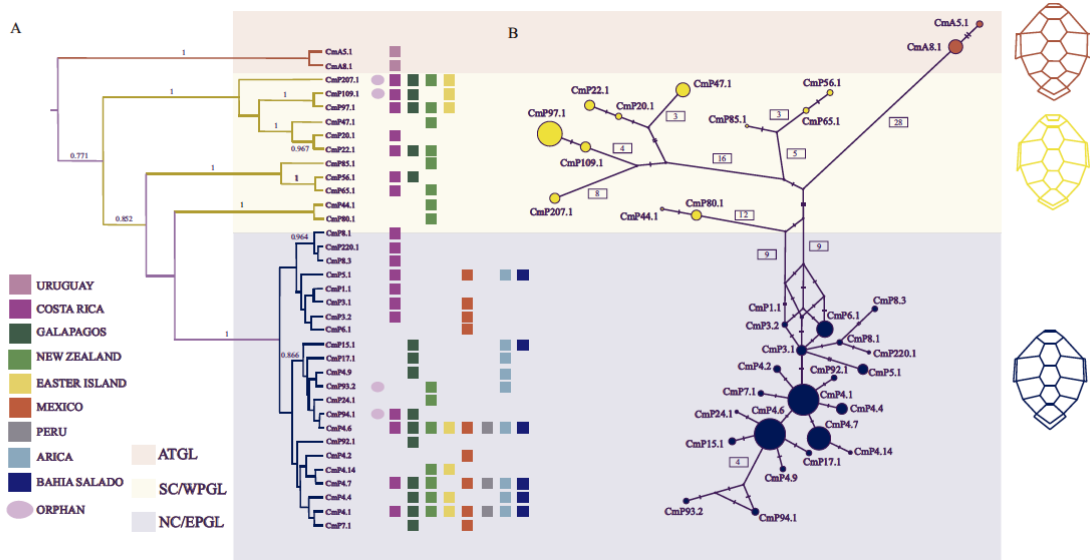 A
B
1
1
0.771
1
1
0.967
1
1
0.852
1
1
0.964
0.866
CmA5.1
CmA8.1
CmP207.1
CmP109.1
CmP97.1
CmP47.1
CmP20.1
CmP22.1
CmP85.1
CmP56.1
CmP65.1
CmP44.1
CmP80.1
CmP8.1
CmP220.1
CmP8.3
CmP5.1
CmP1.1
CmP3.1
CmP3.2
CmP6.1
CmP15.1
CmP17.1
CmP4.9
CmP93.2
CmP24.1
CmP94.1
CmP4.6
CmP92.1
CmP4.2
CmP4.14
CmP4.7
CmP4.4
CmP4.1
CmP7.1
URUGUAY
COSTA RICA
GALAPAGOS
NEW ZEALAND
EASTER ISLAND
MEXICO
PERU
ARICA
BAHIA SALADO
ORPHAN
ATGL
SC/WPGL
NC/EPGL
CmA5.1
CmA8.1
28
CmP47.1
CmP22.1
CmP20.1
3
CmP97.1
4
CmP109.1
8
CmP207.1
16
CmP56.1
3
CmP85.1
CmP65.1
5
CmP44.1
CmP80.1
12
9
9
CmP1.1
CmP3.2
CmP6.1
CmP8.3
CmP8.1
CmP3.1
CmP220.1
CmP4.2
CmP92.1
CmP5.1
CmP7.1
CmP4.1
CmP24.1
CmP4.6
CmP4.4
CmP4.7
CmP15.1
CmP4.14
CmP17.1
4
CmP4.9
CmP93.2
CmP94.1